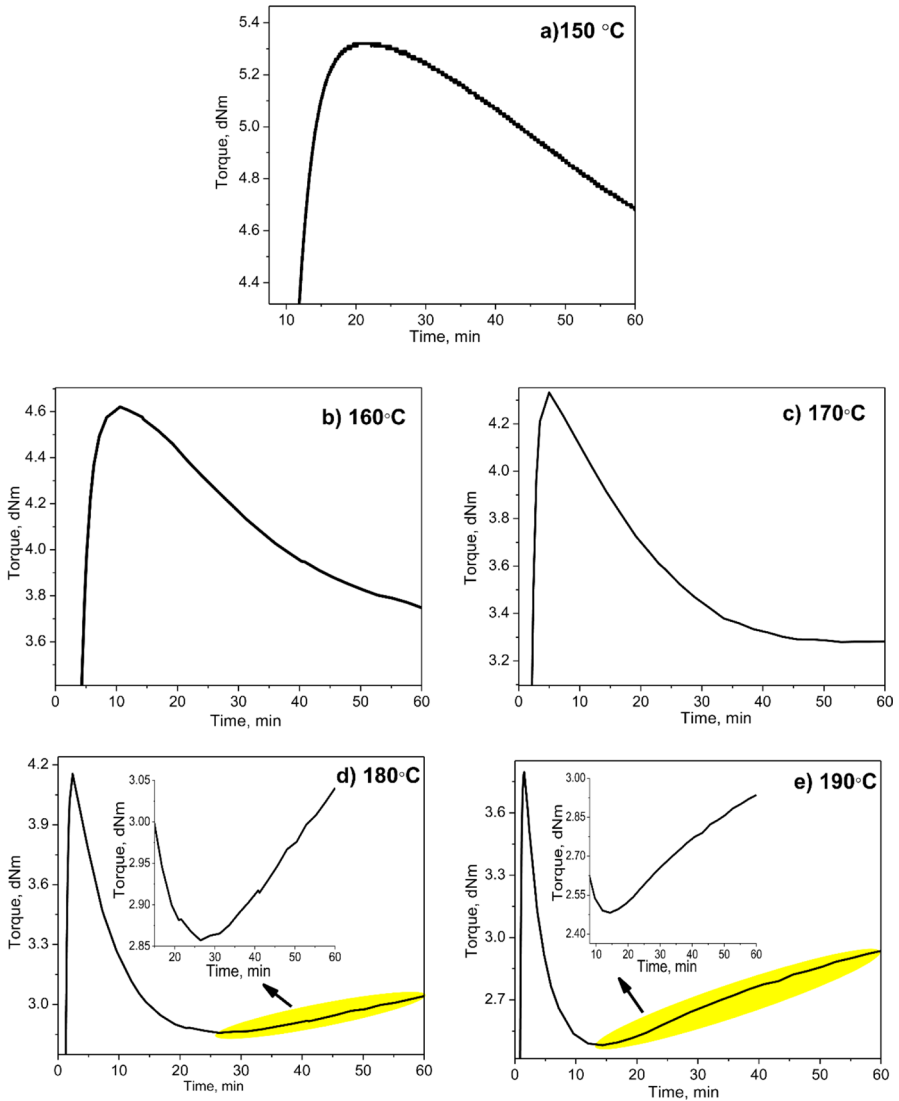 a)150 °C
Torque, dNm
5.4
5.2
5.0
4.8
4.6
4.4
10 20 30 40 50 60
Time, min
b) 160°C
Torque, dNm
4.6
4.4
4.2
4.0
3.8
3.6
0 10 20 30 40 50 60
Time, min
c) 170°C
Torque, dNm
4.2
4.0
3.8
3.6
3.4
3.2
0 10 20 30 40 50 60
Time, min
d) 180°C
Torque, dNm
4.2
3.9
3.6
3.3
3.0
0 10 20 30 40 50 60
Time, min
Torque, dNm
3.05
3.00
2.95
2.90
2.85
20 30 40 50 60
Time, min
e) 190°C
Torque, dNm
3.6
3.3
3.0
2.7
0 10 20 30 40 50 60
Time, min
Torque, dNm
3.00
2.85
2.70
2.55
2.40
10 20 30 40 50 60
Time, min